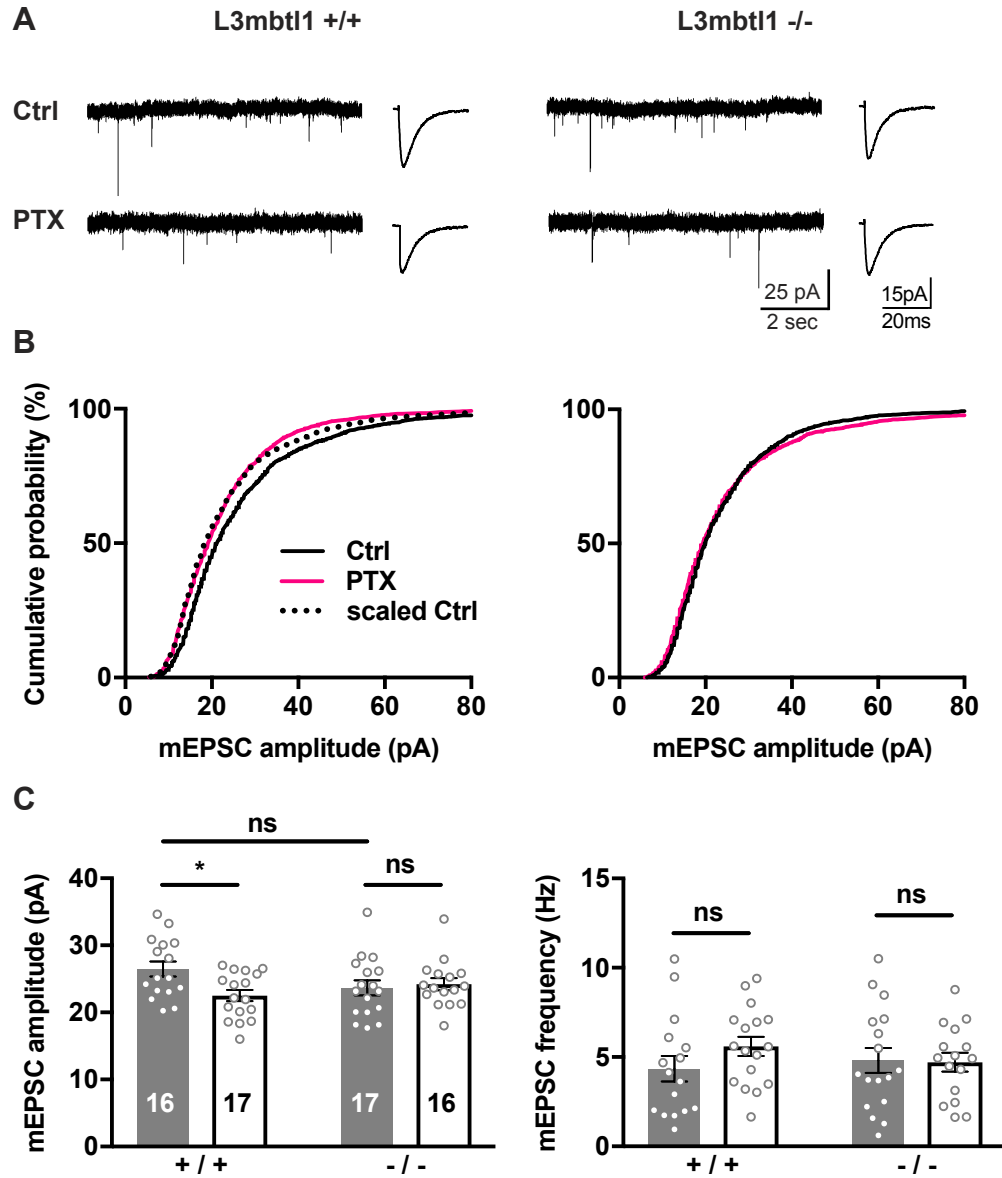 A
L3mbtl1 +/+
L3mbtl1 -/-
Ctrl
PTX
25 pA
2 sec
15pA
20ms
B
Cumulative probability (%)
100
50
0
0 20 40 60 80
mEPSC amplitude (pA)
Ctrl
PTX
scaled Ctrl
100
50
0
0 20 40 60 80
mEPSC amplitude (pA)
C
mEPSC amplitude (pA)
40
30
20
10
0
ns
*
ns
16 17 17 16
+ / + - / -
mEPSC frequency (Hz)
15
10
5
0
ns
ns
+ / + - / -